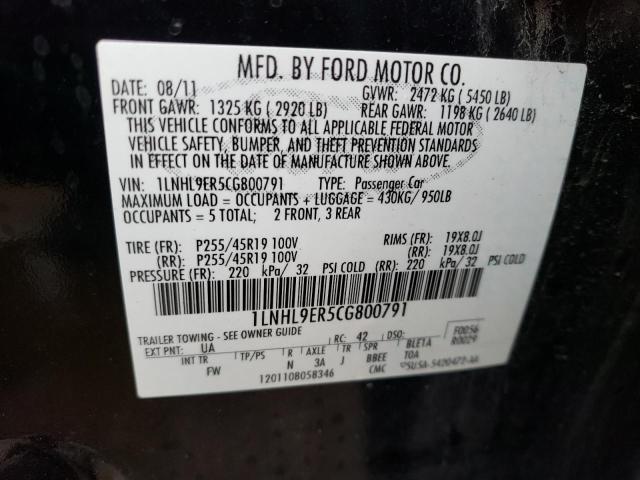 MFD. BY FORD MOTOR CO.
DATE: 08/11 GVWR: 2472 KG ( 5450 LB)
FRONT GAWR: 1325 KG ( 2920 LB) REAR GAWR: 1198 KG ( 2640 LB)
THIS VEHICLE CONFORMS TO ALL APPLICABLE FEDERAL MOTOR
VEHICLE SAFETY, BUMPER, AND THEFT PREVENTION STANDARDS
IN EFFECT ON THE DATE OF MANUFACTURE SHOWN ABOVE.
VIN: 1LNHL9ER5CG800791 TYPE: Passenger Car
MAXIMUM LOAD = OCCUPANTS + LUGGAGE = 430KG/ 950LB
OCCUPANTS = 5 TOTAL; 2 FRONT, 3 REAR
TIRE (FR): P255/45R19 100V RIMS (FR): 19X8.0J
(RR): P255/45R19 100V (RR): 19X8.0J
PRESSURE (FR): 220 kPa/ 32 PSI COLD (RR): 220 kPa/ 32 PSI COLD
1LNHL9ER5CG800791
TRAILER TOWING - SEE OWNER GUIDE
EXT PNT: UA RC: 42 DSO: F0056
R0029
INT TR TP/PS R AXLE TR SPR BLETA
FW N 3A J BBEE TOA
1201108058346 CMC